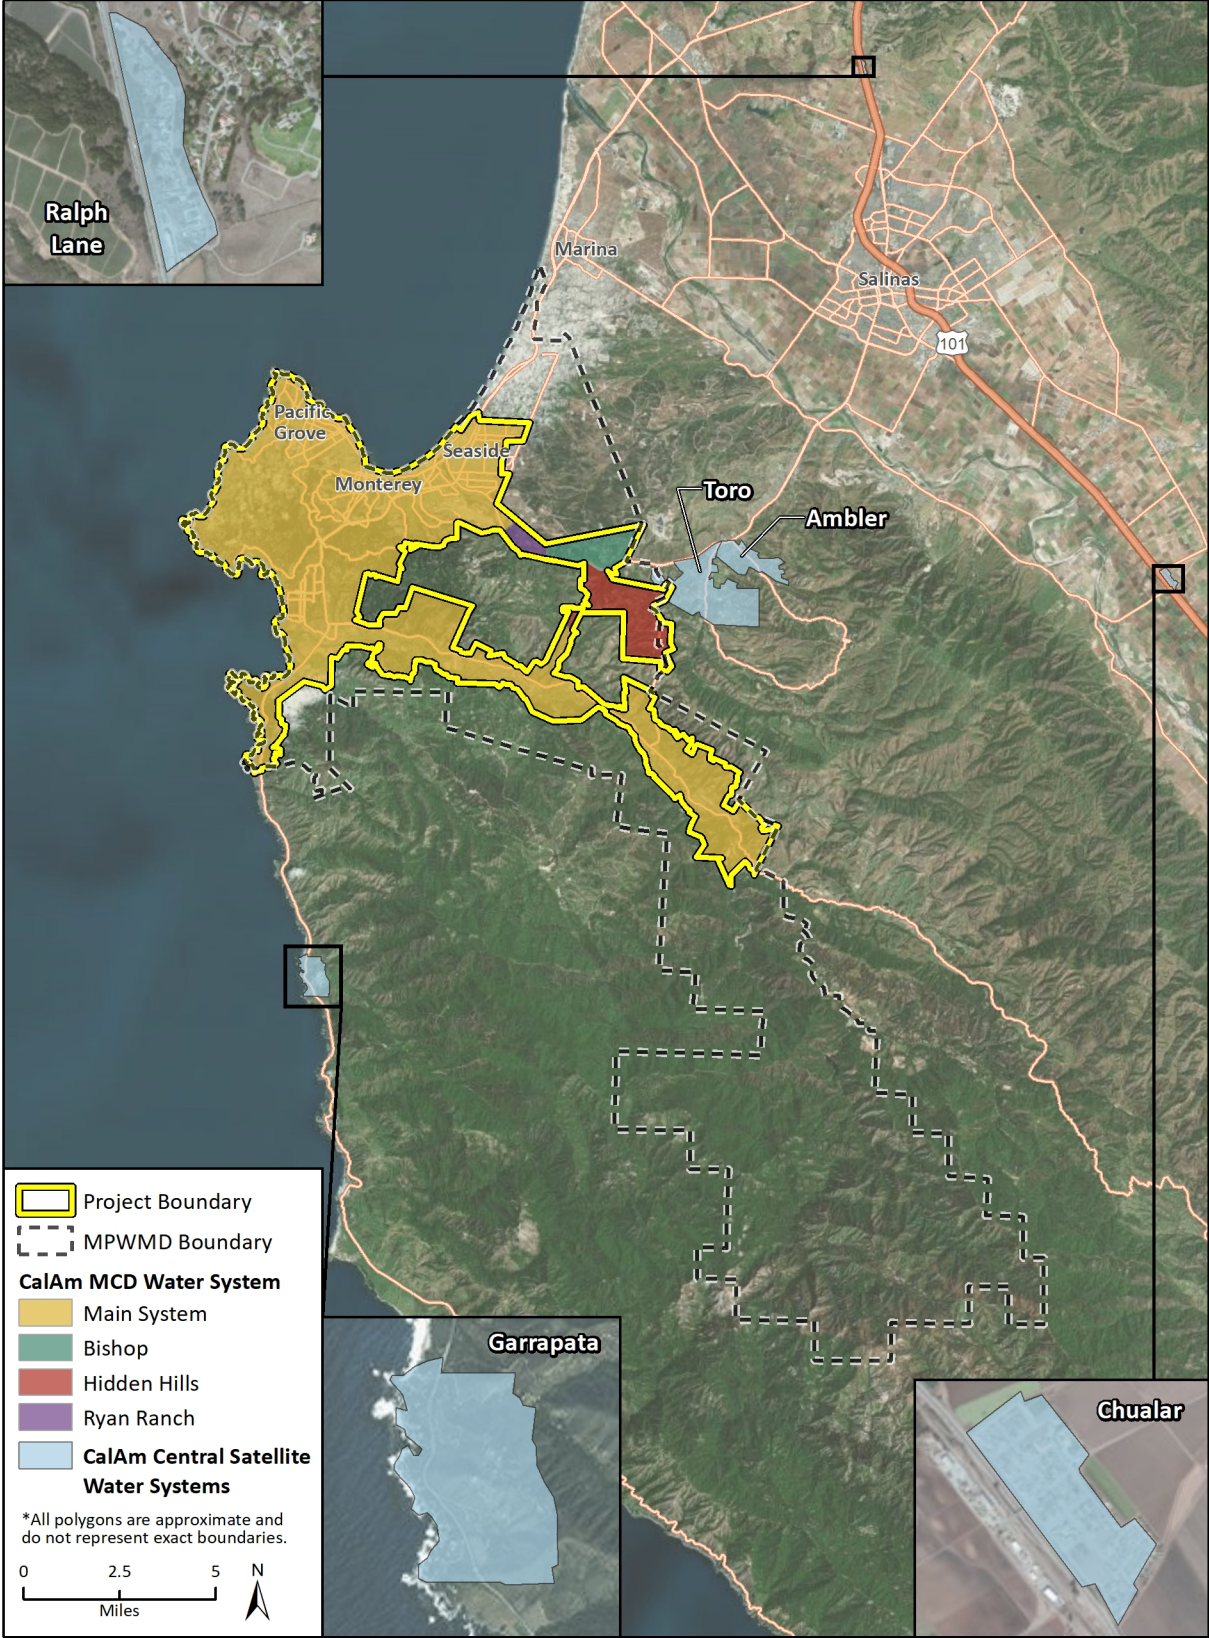 Ralph
Lane
Marina
Salinas
101
Pacific
Grove
Seaside
Monterey
Toro
Ambler
Project Boundary
MPWMD Boundary
CalAm MCD Water System
Main System
Bishop
Hidden Hills
Ryan Ranch
CalAm Central Satellite
Water Systems
*All polygons are approximate and
do not represent exact boundaries.
0 2.5 5
Miles
N
Garrapata
Chualar